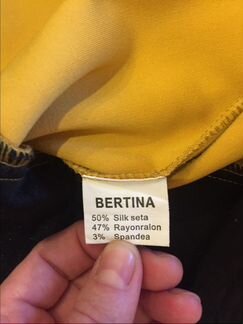 BERTINA
50% Silk seta
47% Rayonralon
3% Spandea